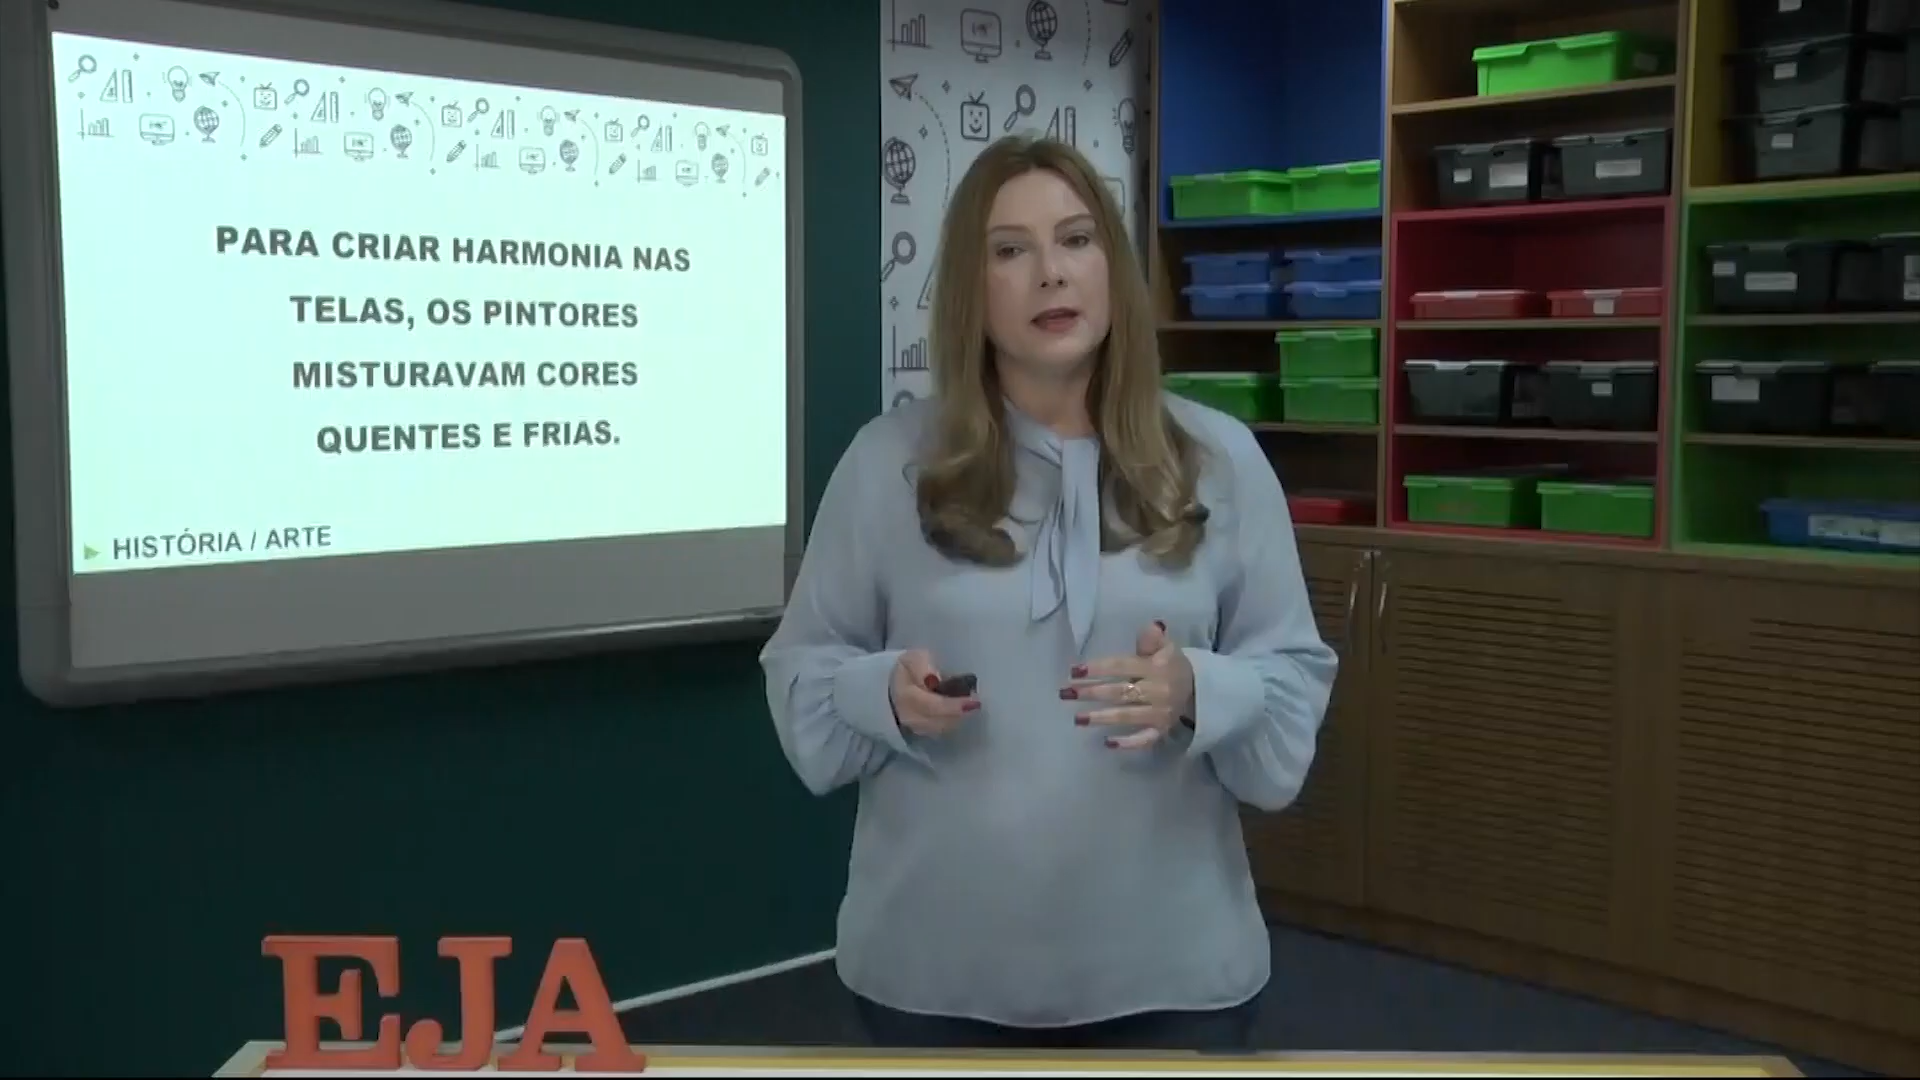 PARA CRIAR HARMONIA NAS
TELAS, OS PINTORES
MISTURAVAM CORES
QUENTES E FRIAS.
HISTÓRIA / ARTE
EJA